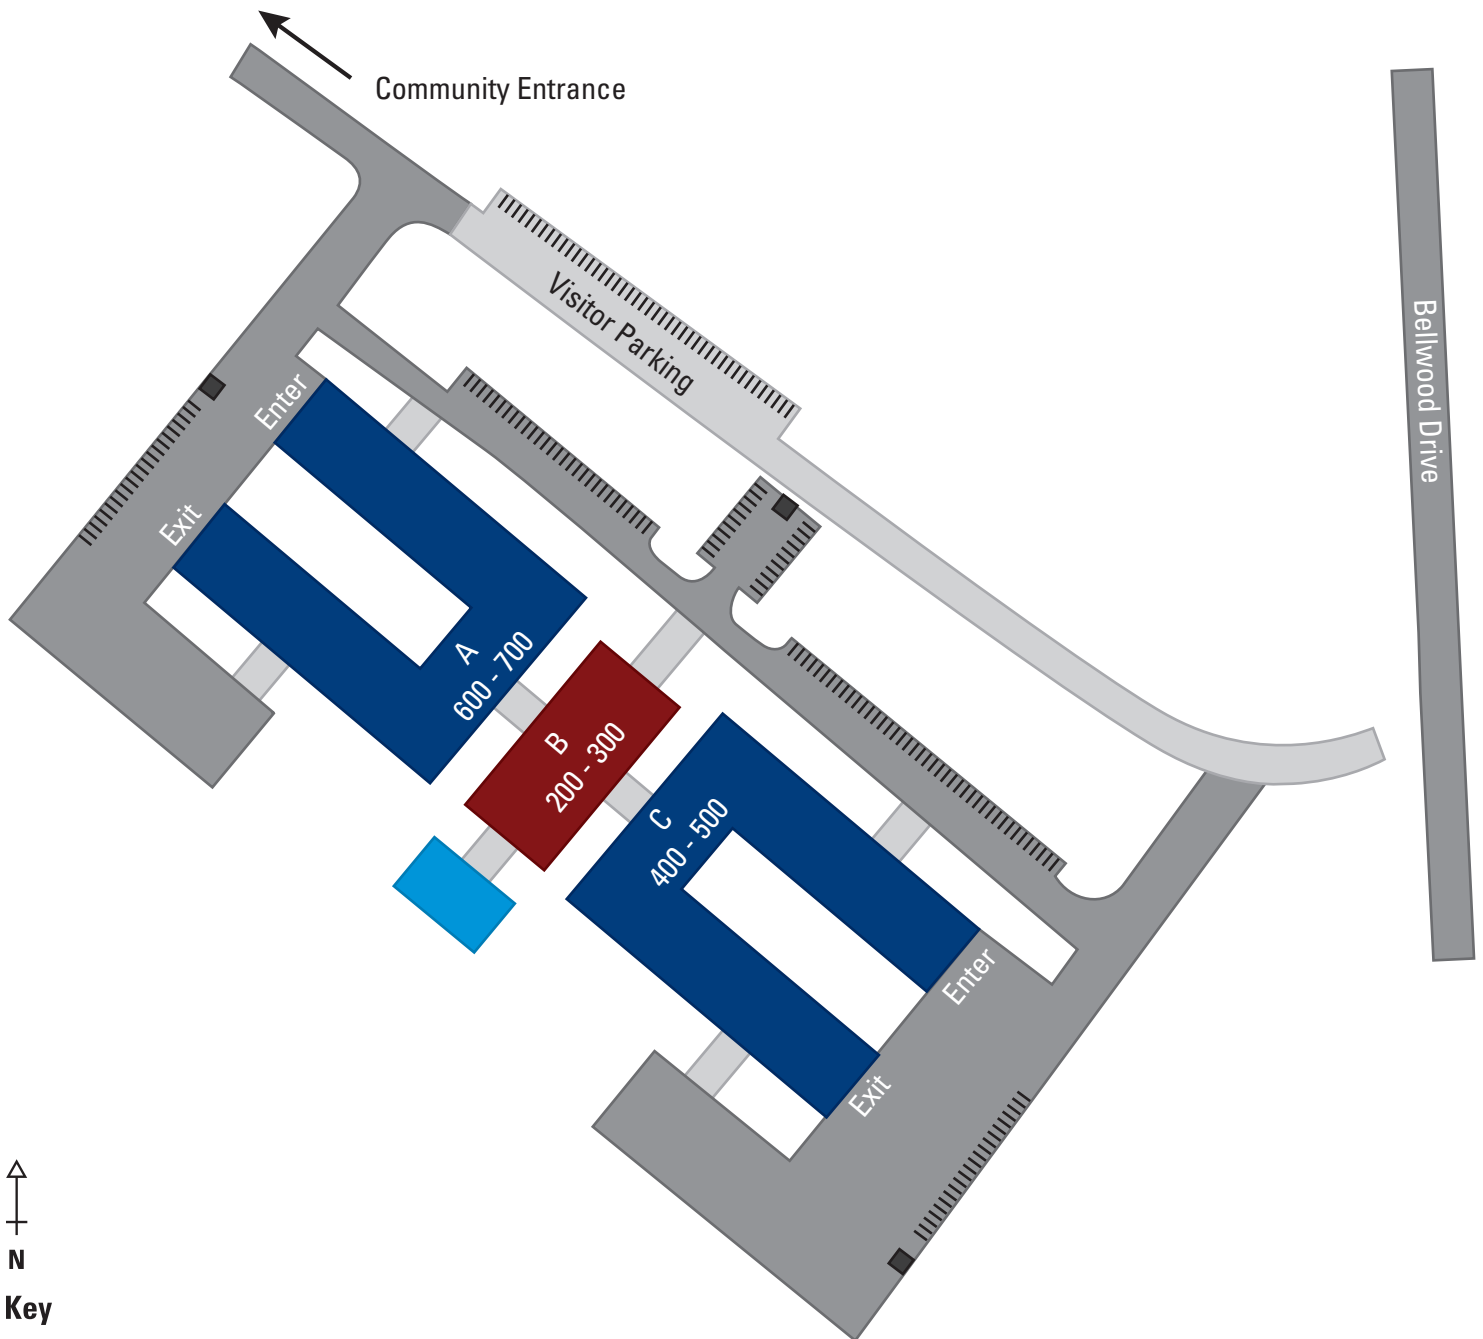 Community Entrance
Visitor Parking
Bellwood Drive
Enter
Exit
A
600 - 700
B
200 - 300
C
400 - 500
Enter
Exit
N
Key